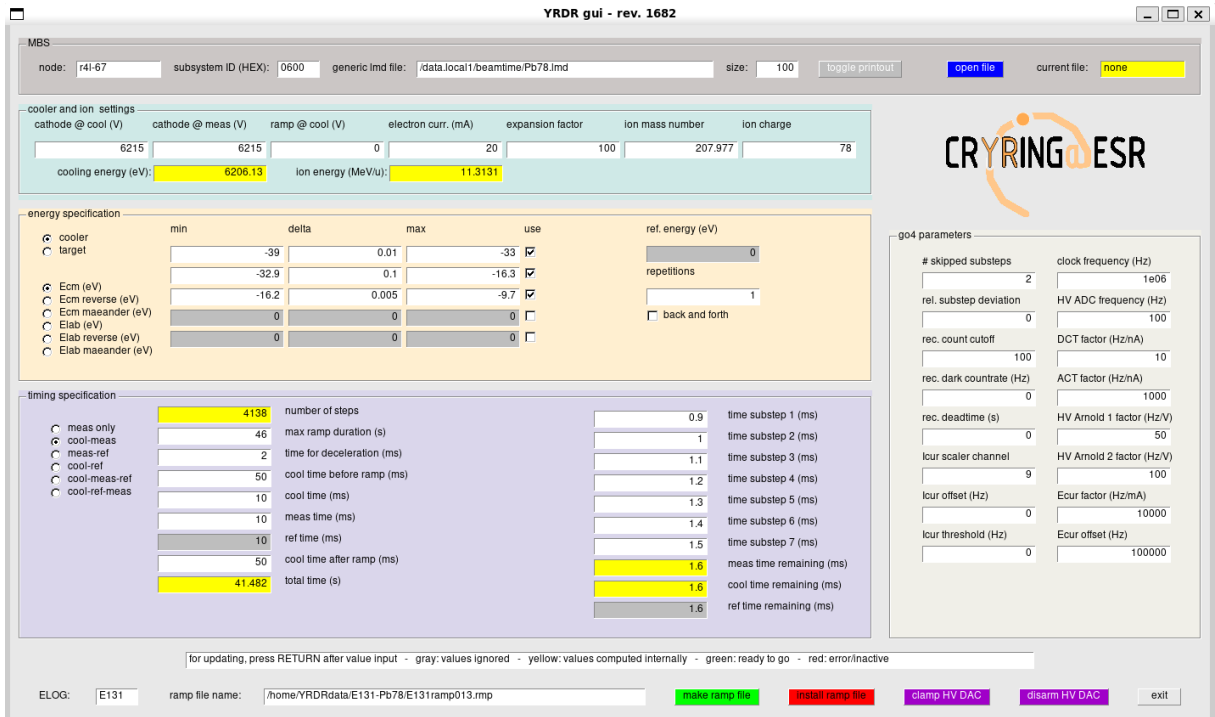 YRDR gui - rev. 1682
MBS
node: r4l-67 subsystem ID (HEX): 0600 generic lmd file: /data.local1/beamtime/Pb78.lmd size: 100 toggle printout open file current file: none
cooler and ion settings
cathode @ cool (V) cathode @ meas (V) ramp @ cool (V) electron curr. (mA) expansion factor ion mass number ion charge
6215 6215 0 20 100 207.977 78
cooling energy (eV): 6206.13 ion energy (MeV/u): 11.3131
CRYRING@ESR
energy specification
min delta max use ref. energy (eV)
cooler
target
-39 0.01 -33 0
repetitions
-32.9 0.1 -16.3
Ecm (eV)
-16.2 0.005 -9.7 1
Ecm reverse (eV)
Ecm maeander (eV)
0 0 0 back and forth
Elab (eV)
Elab reverse (eV)
0 0 0
Elab maeander (eV)
timing specification
meas only
cool-meas
meas-ref
cool-ref
cool-meas-ref
cool-ref-meas
4138 number of steps
46 max ramp duration (s)
2 time for deceleration (ms)
50 cool time before ramp (ms)
10 cool time (ms)
10 meas time (ms)
10 ref time (ms)
50 cool time after ramp (ms)
41.482 total time (s)
0.9 time substep 1 (ms)
1 time substep 2 (ms)
1.1 time substep 3 (ms)
1.2 time substep 4 (ms)
1.3 time substep 5 (ms)
1.4 time substep 6 (ms)
1.5 time substep 7 (ms)
1.6 meas time remaining (ms)
1.6 cool time remaining (ms)
1.6 ref time remaining (ms)
go4 parameters
# skipped substeps clock frequency (Hz)
2 1e06
rel. substep deviation HV ADC frequency (Hz)
0 100
rec. count cutoff DCT factor (Hz/nA)
100 10
rec. dark countrate (Hz) ACT factor (Hz/nA)
0 1000
rec. deadtime (s) HV Arnold 1 factor (Hz/V)
0 50
Icur scaler channel HV Arnold 2 factor (Hz/V)
9 100
Icur offset (Hz) Ecur factor (Hz/mA)
0 10000
Icur threshold (Hz) Ecur offset (Hz)
0 100000
for updating, press RETURN after value input - gray: values ignored - yellow: values computed internally - green: ready to go - red: error/inactive
ELOG: E131 ramp file name: /home/YRDRdata/E131-Pb78/E131ramp013.rmp make ramp file install ramp file clamp HV DAC disarm HV DAC exit